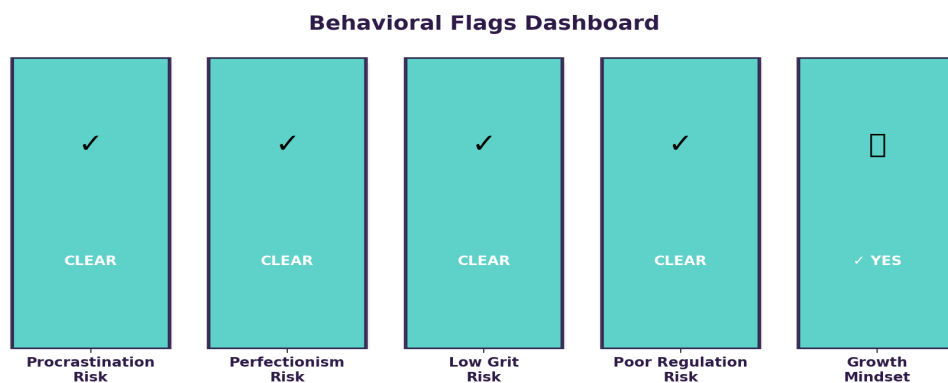 Behavioral Flags Dashboard
✓ ✓ ✓ ✓
CLEAR CLEAR CLEAR CLEAR ✓ YES
Procrastination Risk
Perfectionism Risk
Low Grit Risk
Poor Regulation Risk
Growth Mindset